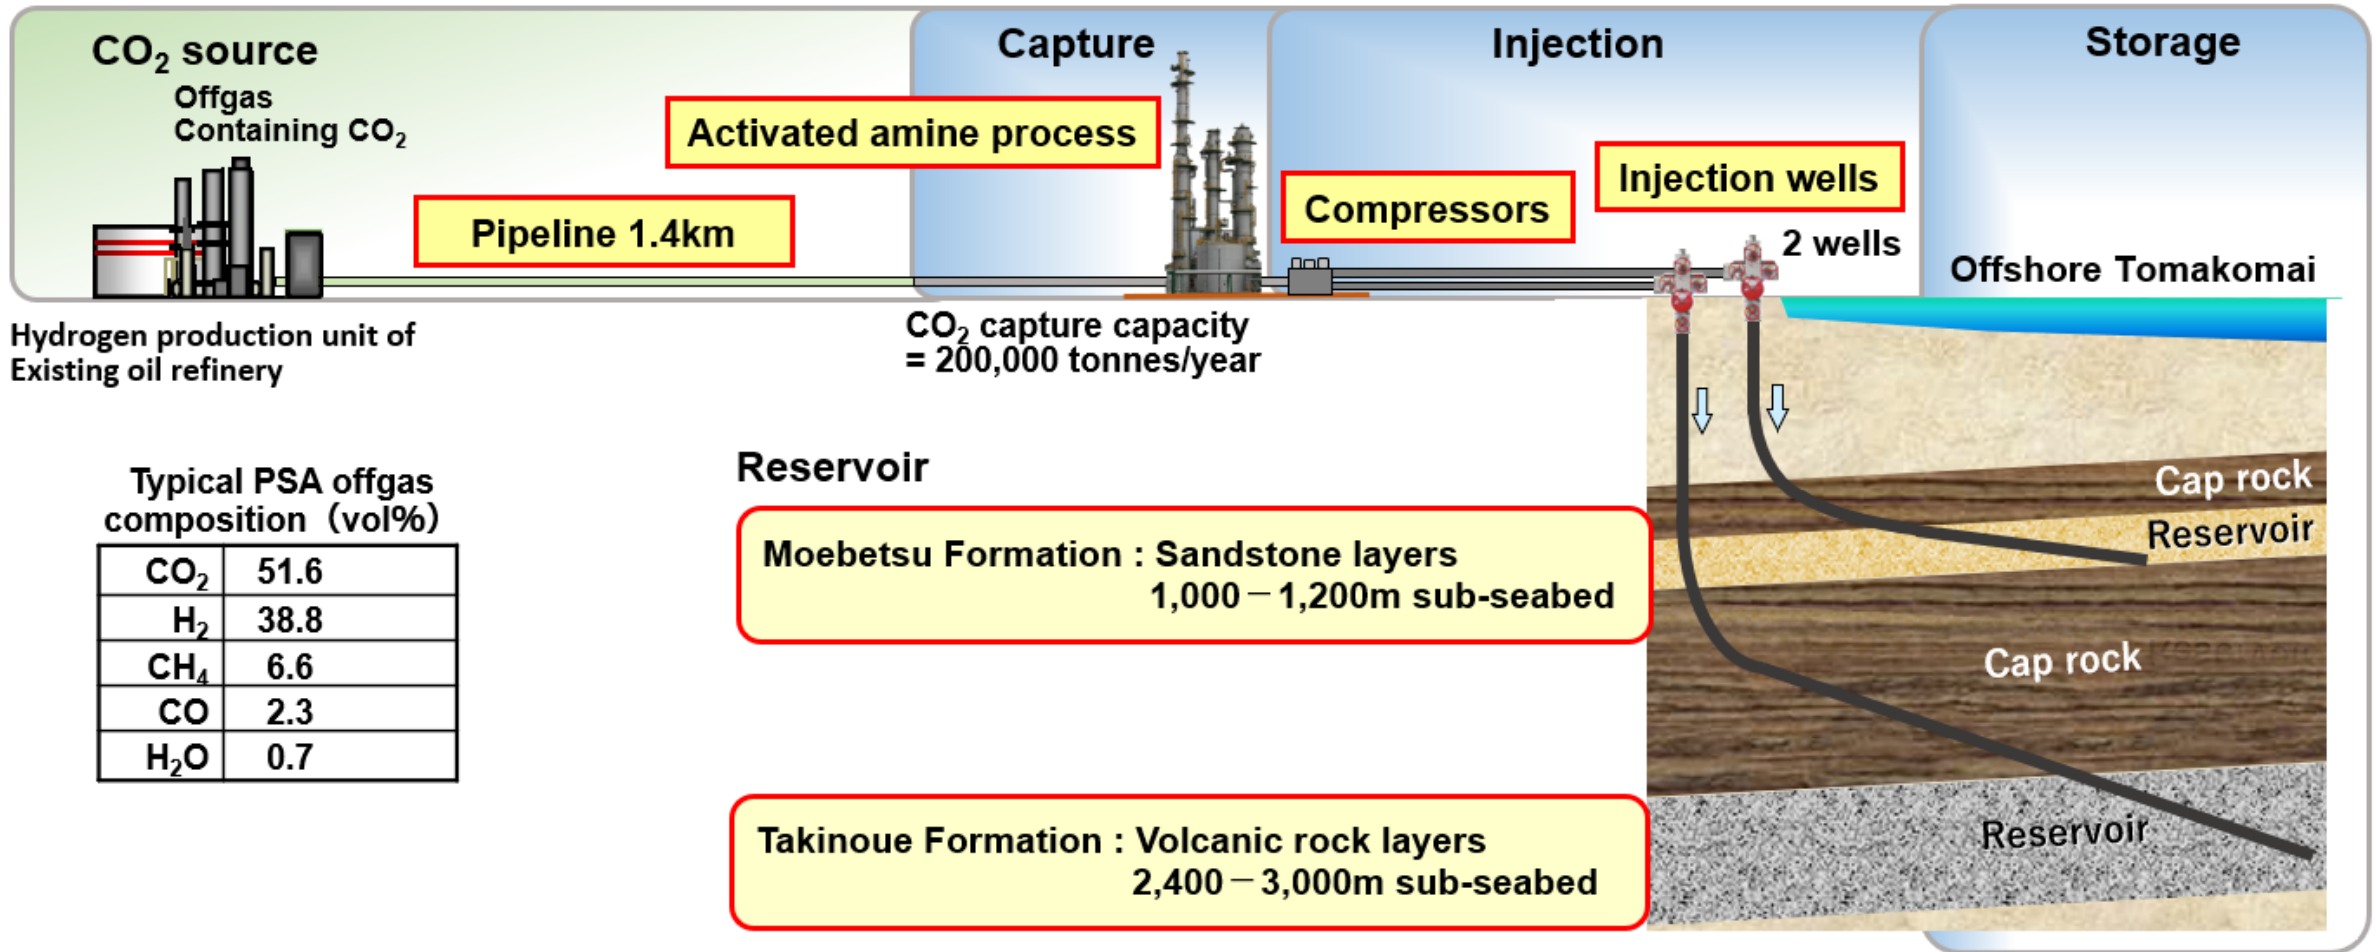 CO₂ source
Offgas
Containing CO₂
Capture
Injection
Storage
Activated amine process
Pipeline 1.4km
Compressors
Injection wells
2 wells
Offshore Tomakomai
Hydrogen production unit of
Existing oil refinery
CO₂ capture capacity
= 200,000 tonnes/year
Typical PSA offgas
composition（vol%）
CO₂ 51.6
H₂ 38.8
CH₄ 6.6
CO 2.3
H₂O 0.7
Reservoir
Moebetsu Formation : Sandstone layers
1,000－1,200m sub-seabed
Takinoue Formation : Volcanic rock layers
2,400－3,000m sub-seabed
Cap rock
Reservoir
Cap rock
Reservoir